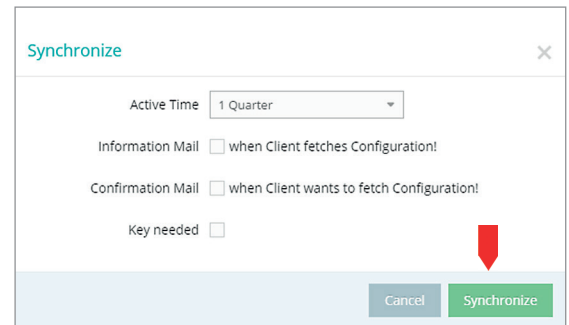 Synchronize
Active Time 1 Quarter
Information Mail when Client fetches Configuration!
Confirmation Mail when Client wants to fetch Configuration!
Key needed
Cancel Synchronize